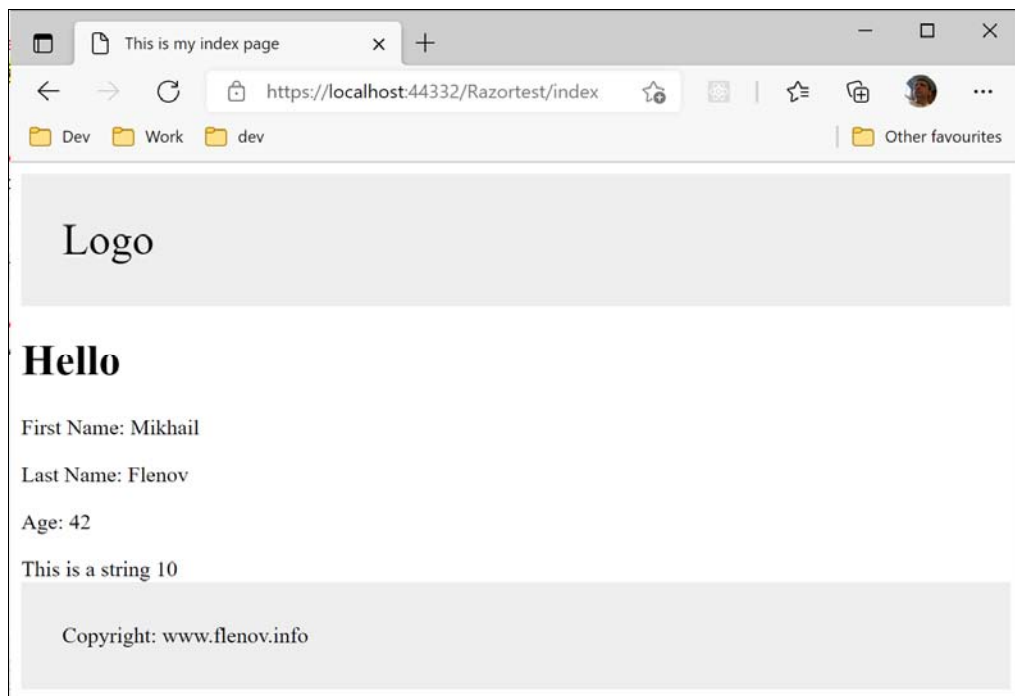 This is my index page
https://localhost:44332/Razortest/index
Dev Work dev Other favourites
Logo
Hello
First Name: Mikhail
Last Name: Flenov
Age: 42
This is a string 10
Copyright: www.flenov.info